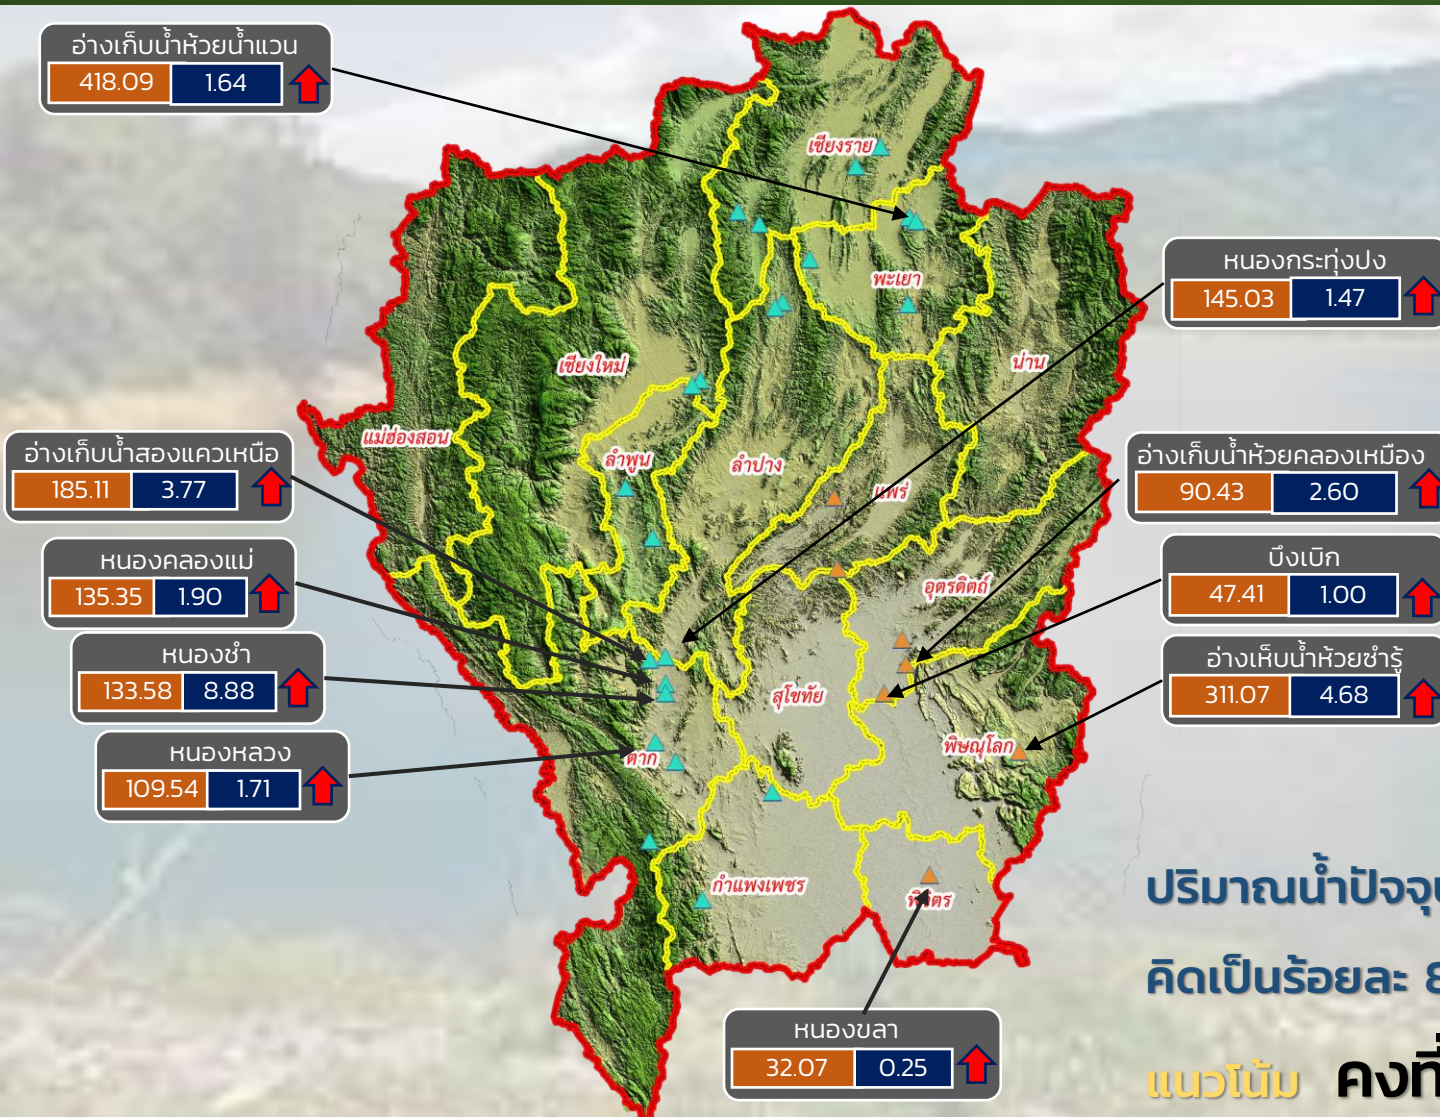 อ่างเก็บน้ำห้วยน้ำแวน
418.09 1.64
เชียงราย
หนองกระทุ่งปง
145.03 1.47
พะเยา
น่าน
เชียงใหม่
แม่ฮ่องสอน
อ่างเก็บน้ำสองแควเหนือ
185.11 3.77
ลำพูน
ลำปาง
แพร่
อ่างเก็บน้ำห้วยคลองเหมือง
90.43 2.60
หนองคลองแม่
135.35 1.90
อุตรดิตถ์
บึงเบิก
47.41 1.00
หนองชำ
133.58 8.88
สุโขทัย
อ่างเห็บน้ำห้วยซำรู้
311.07 4.68
หนองหลวง
109.54 1.71
ตาก
พิษณุโลก
กำแพงเพชร
ปริมาณน้ำปัจจุบ
คิดเป็นร้อยละ 8
หนองขลา
32.07 0.25
แนวโน้ม คงที่